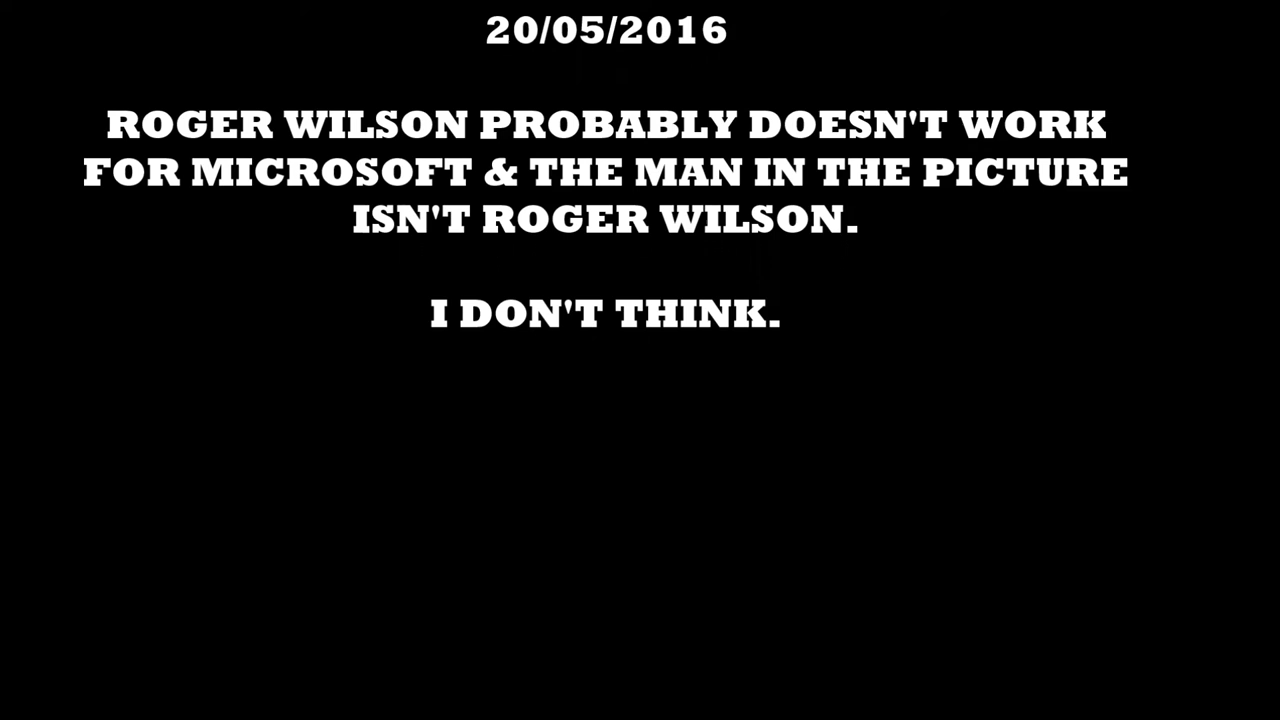 20/05/2016
ROGER WILSON PROBABLY DOESN'T WORK
FOR MICROSOFT & THE MAN IN THE PICTURE
ISN'T ROGER WILSON.
I DON'T THINK.